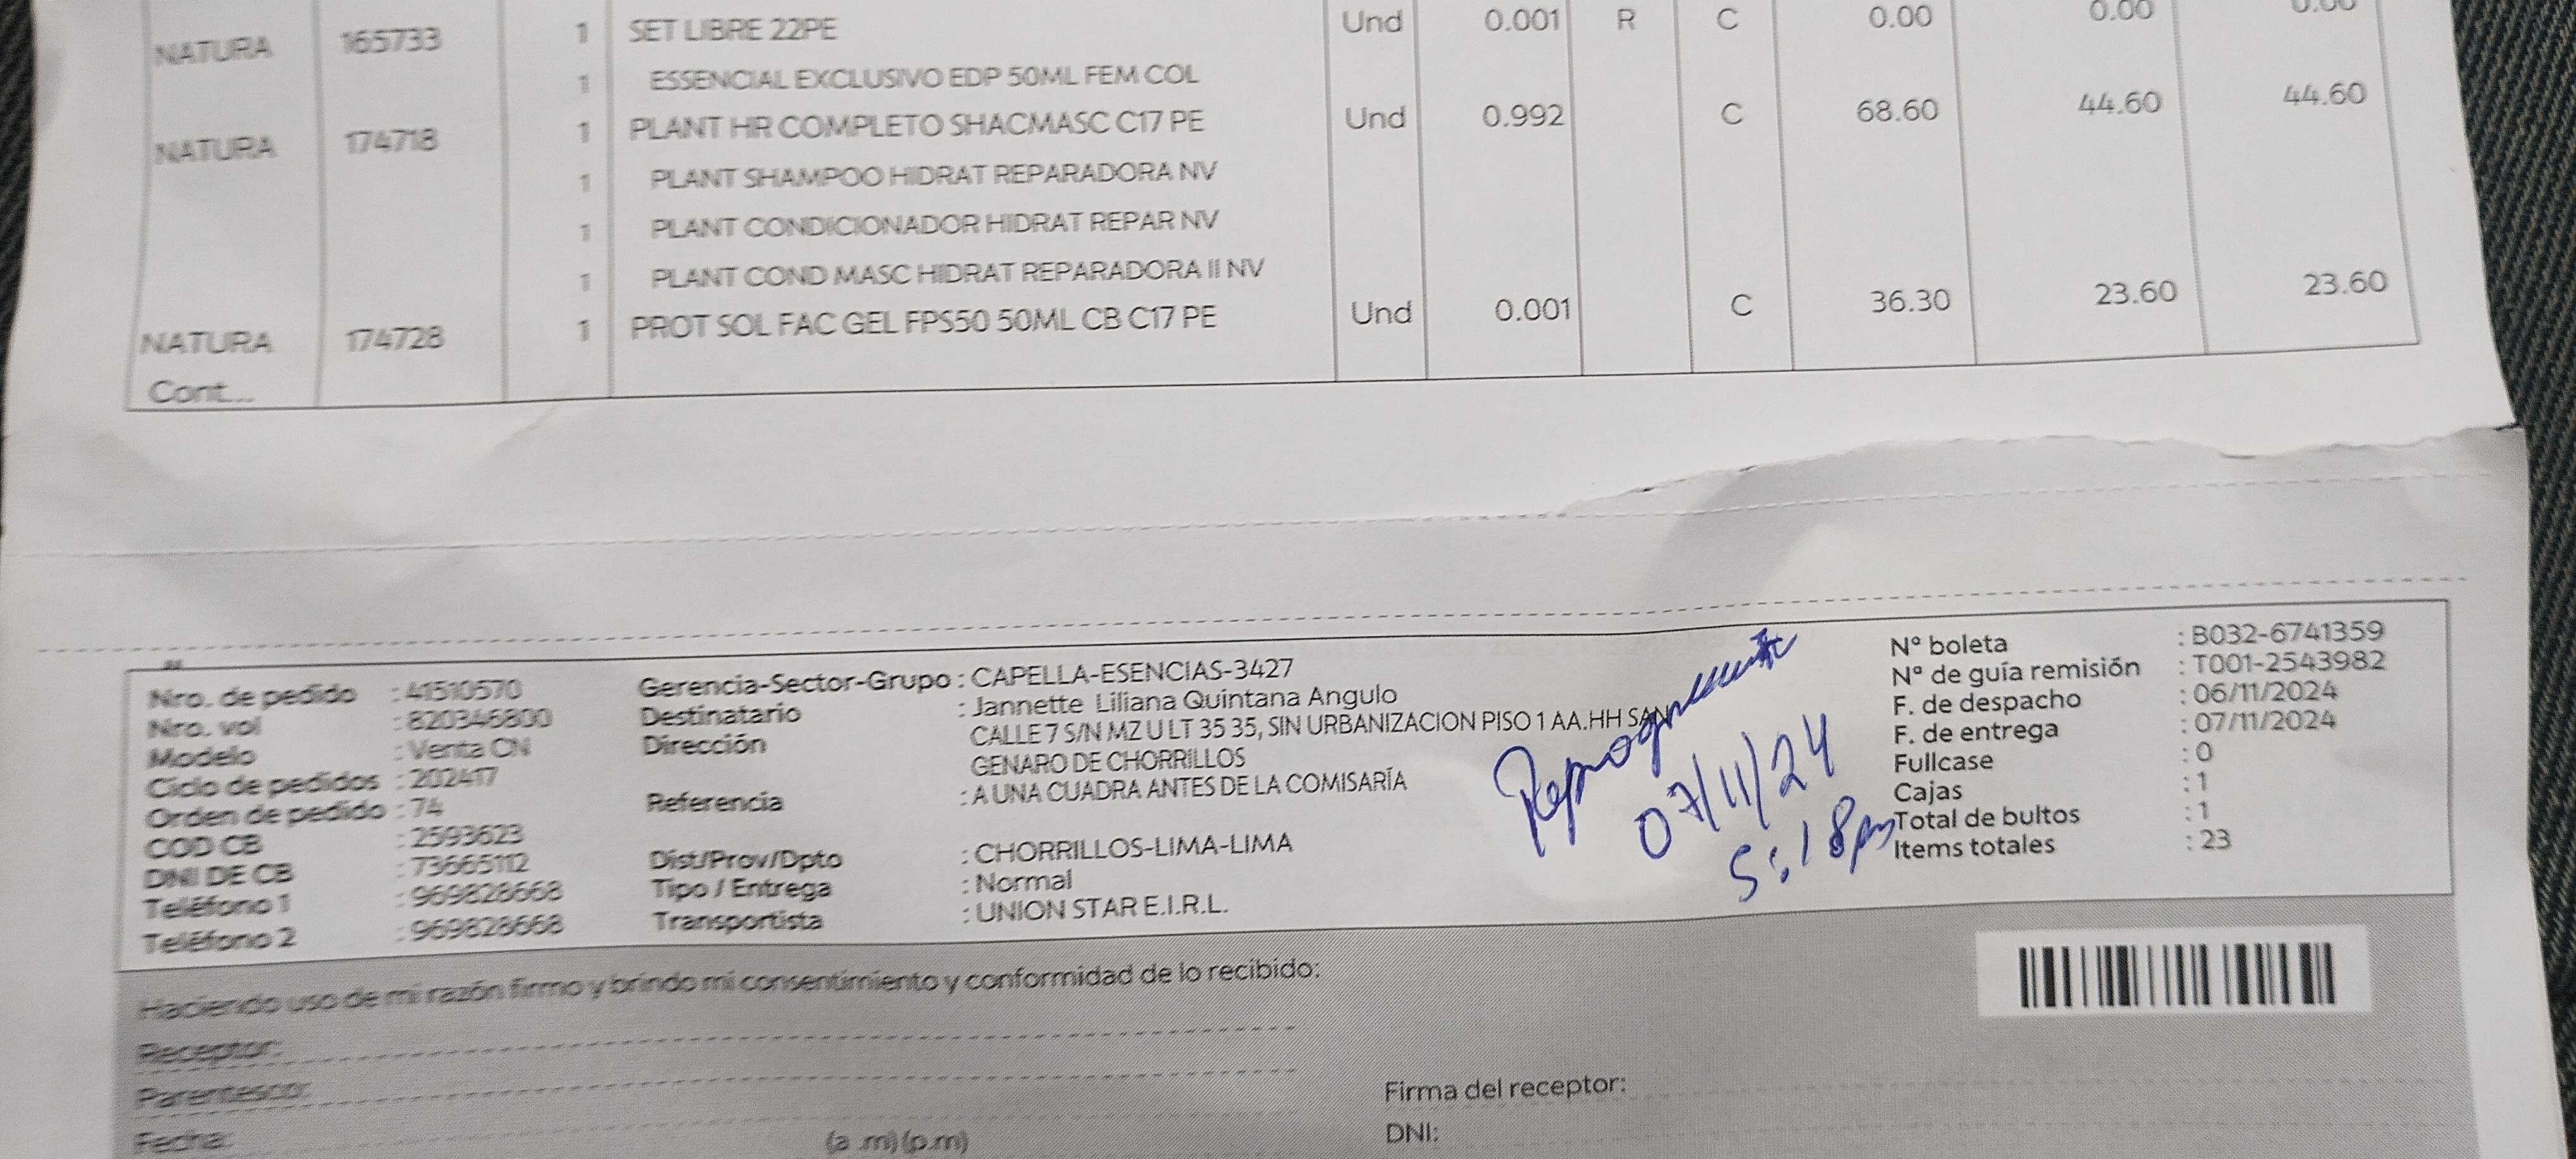 NATURA 165733 1 SET LIBRE 22PE Und 0.001 R C 0.00 0.00 0.00
1 ESSENCIAL EXCLUSIVO EDP 50ML FEM COL
NATURA 174718 1 PLANT HR COMPLETO SHACMASC C17 PE Und 0.992 C 68.60 44.60 44.60
1 PLANT SHAMPOO HIDRAT REPARADORA NV
1 PLANT CONDICIONADOR HIDRAT REPAR NV
1 PLANT COND MASC HIDRAT REPARADORA II NV
NATURA 174728 1 PROT SOL FAC GEL FPS50 50ML CB C17 PE Und 0.001 C 36.30 23.60 23.60
Cont...
Nro. de pedido : 41510570
Nro. vol : 820346800
Modelo : Venta CN
Ciclo de pedidos : 202417
Orden de pedido : 74
COD CB : 2593623
DNI DE CB : 73665112
Teléfono 1 : 969828668
Teléfono 2 : 969828668
Gerencia-Sector-Grupo : CAPELLA-ESENCIAS-3427
Destinatario : Jannette Liliana Quintana Angulo
Dirección CALLE 7 S/N MZ U LT 35 35, SIN URBANIZACION PISO 1 AA.HH SAN
GENARO DE CHORRILLOS
Referencia : A UNA CUADRA ANTES DE LA COMISARÍA
Dist/Prov/Dpto : CHORRILLOS-LIMA-LIMA
Tipo / Entrega : Normal
Transportista : UNION STAR E.I.R.L.
07/11/24
5:18pm
N° boleta : B032-6741359
N° de guía remisión : T001-2543982
F. de despacho : 06/11/2024
F. de entrega : 07/11/2024
Fullcase : 0
Cajas : 1
Total de bultos : 1
Items totales : 23
Haciendo uso de mi razón firmo y brindo mi consentimiento y conformidad de lo recibido:
Receptor:
Parentesco:
Fecha: (a .m) (p.m)
Firma del receptor:
DNI: